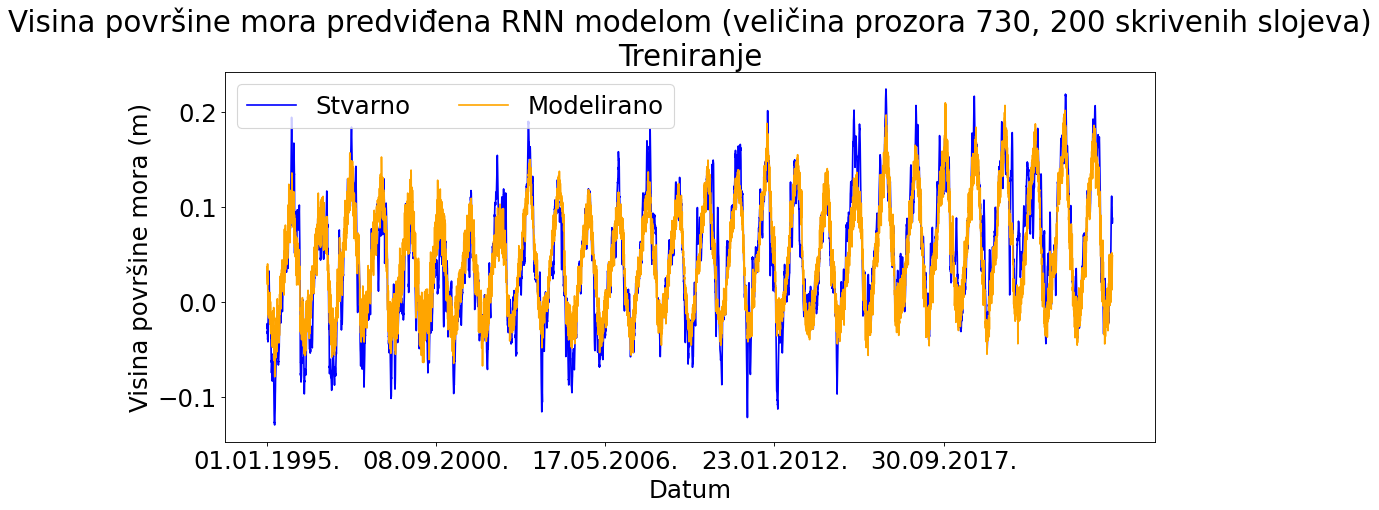 Visina površine mora predviđena RNN modelom (veličina prozora 730, 200 skrivenih slojeva)
Treniranje
Stvarno
Modelirano
Visina površine mora (m)
0.2
0.1
0.0
−0.1
01.01.1995.
08.09.2000.
17.05.2006.
23.01.2012.
30.09.2017.
Datum